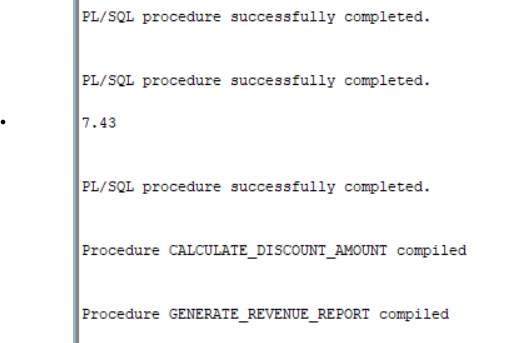 PL/SQL procedure successfully completed.
PL/SQL procedure successfully completed.
7.43
PL/SQL procedure successfully completed.
Procedure CALCULATE_DISCOUNT_AMOUNT compiled
Procedure GENERATE_REVENUE_REPORT compiled